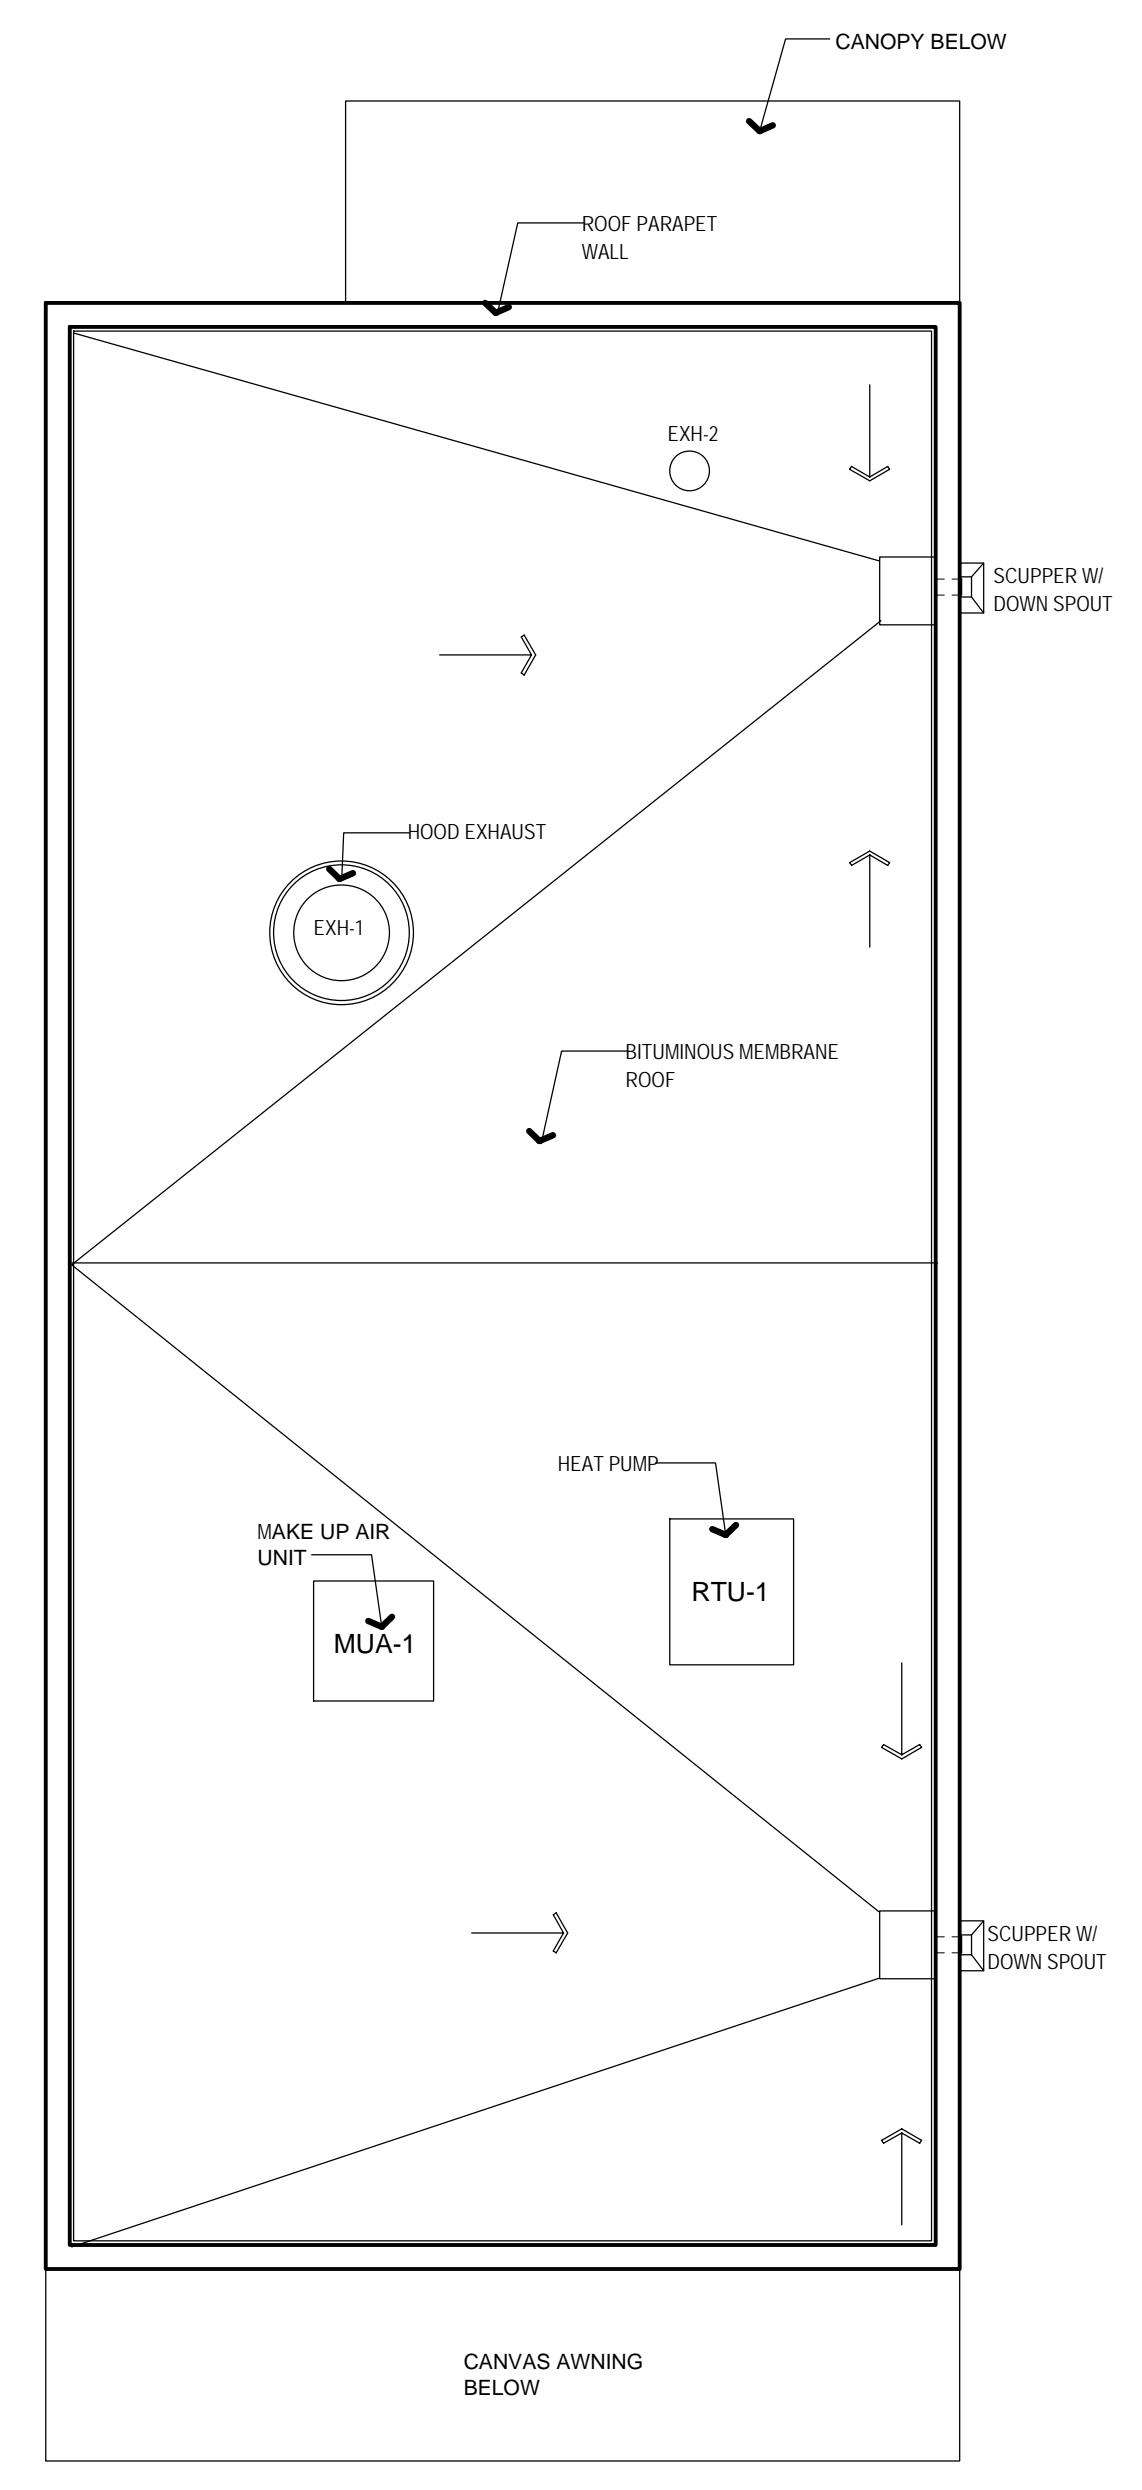 CANOPY BELOW
ROOF PARAPET
WALL
EXH-2
SCUPPER W/
DOWN SPOUT
HOOD EXHAUST
EXH-1
BITUMINOUS MEMBRANE
ROOF
HEAT PUMP
MAKE UP AIR
UNIT
RTU-1
MUA-1
SCUPPER W/
DOWN SPOUT
CANVAS AWNING
BELOW